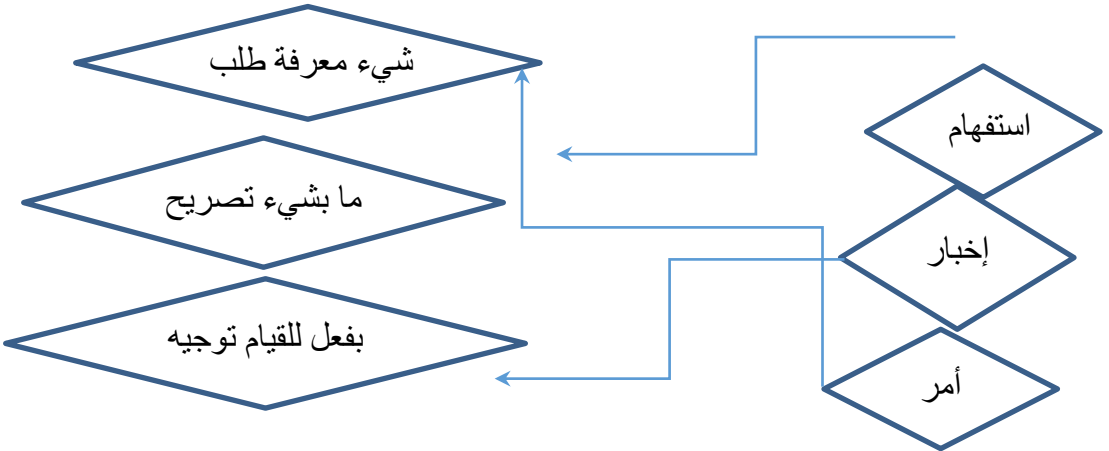 استفهام
إخبار
أمر
شيء معرفة طلب
ما بشيء تصريح
بفعل للقيام توجيه